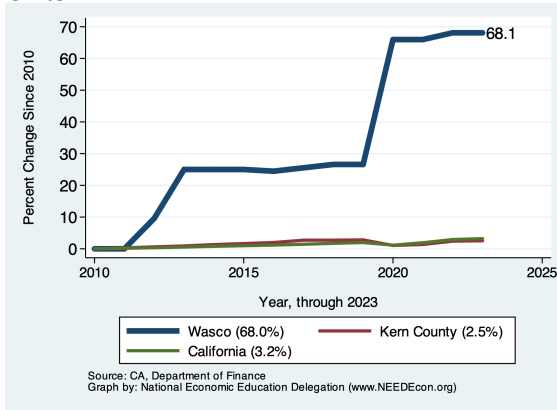 70
68.1
60
50
40
30
20
10
0
Percent Change Since 2010
2010 2015 2020 2025
Year, through 2023
Wasco (68.0%) Kern County (2.5%)
California (3.2%)
Source: CA, Department of Finance
Graph by: National Economic Education Delegation (www.NEEDEcon.org)